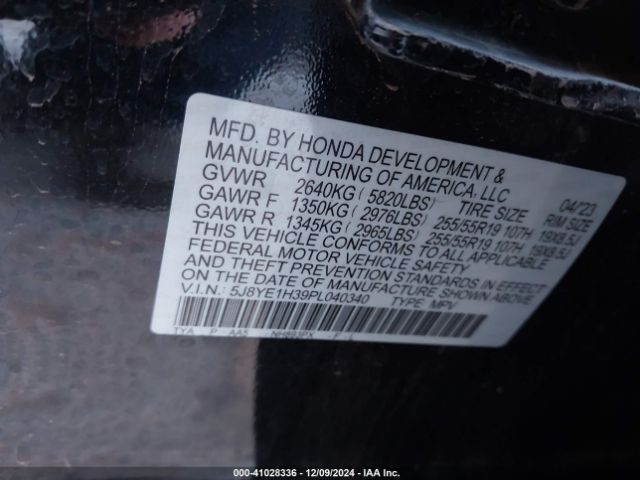 MFD. BY HONDA DEVELOPMENT &
MANUFACTURING OF AMERICA, LLC 04/23
GVWR 2640KG ( 5820LBS) TIRE SIZE RIM SIZE
GAWR F 1350KG ( 2976LBS) 255/55R19 107H 19X8.5J
GAWR R 1345KG ( 2965LBS) 255/55R19 107H 19X8.5J
THIS VEHICLE CONFORMS TO ALL APPLICABLE
FEDERAL MOTOR VEHICLE SAFETY
AND THEFT PREVENTION STANDARDS IN EFFECT
ON THE DATE OF MANUFACTURE SHOWN ABOVE.
V.I.N.: 5J8YE1H39PL040340 TYPE: MPV
TYA P AA5 F L
000-41028336 - 12/09/2024 - IAA Inc.